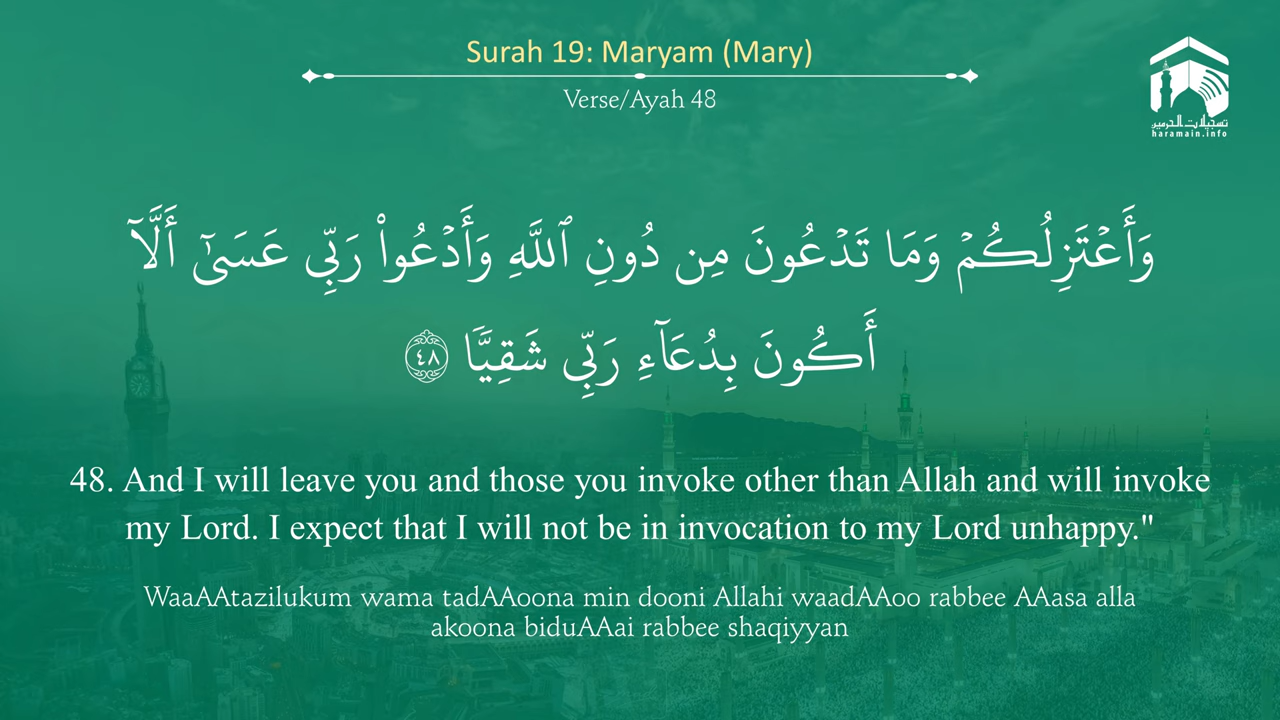 Surah 19: Maryam (Mary)
Verse/Ayah 48
تسجيلات الحرمين
haramain.info
وَأَعۡتَزِلُكُمۡ وَمَا تَدۡعُونَ مِن دُونِ ٱللَّهِ وَأَدۡعُواْ رَبِّي عَسَىٰٓ أَلَّآ
أَكُونَ بِدُعَآءِ رَبِّي شَقِيّٗا ٤٨
48. And I will leave you and those you invoke other than Allah and will invoke
my Lord. I expect that I will not be in invocation to my Lord unhappy."
WaaAAtazilukum wama tadAAoona min dooni Allahi waadAAoo rabbee AAasa alla
akoona biduAAai rabbee shaqiyyan